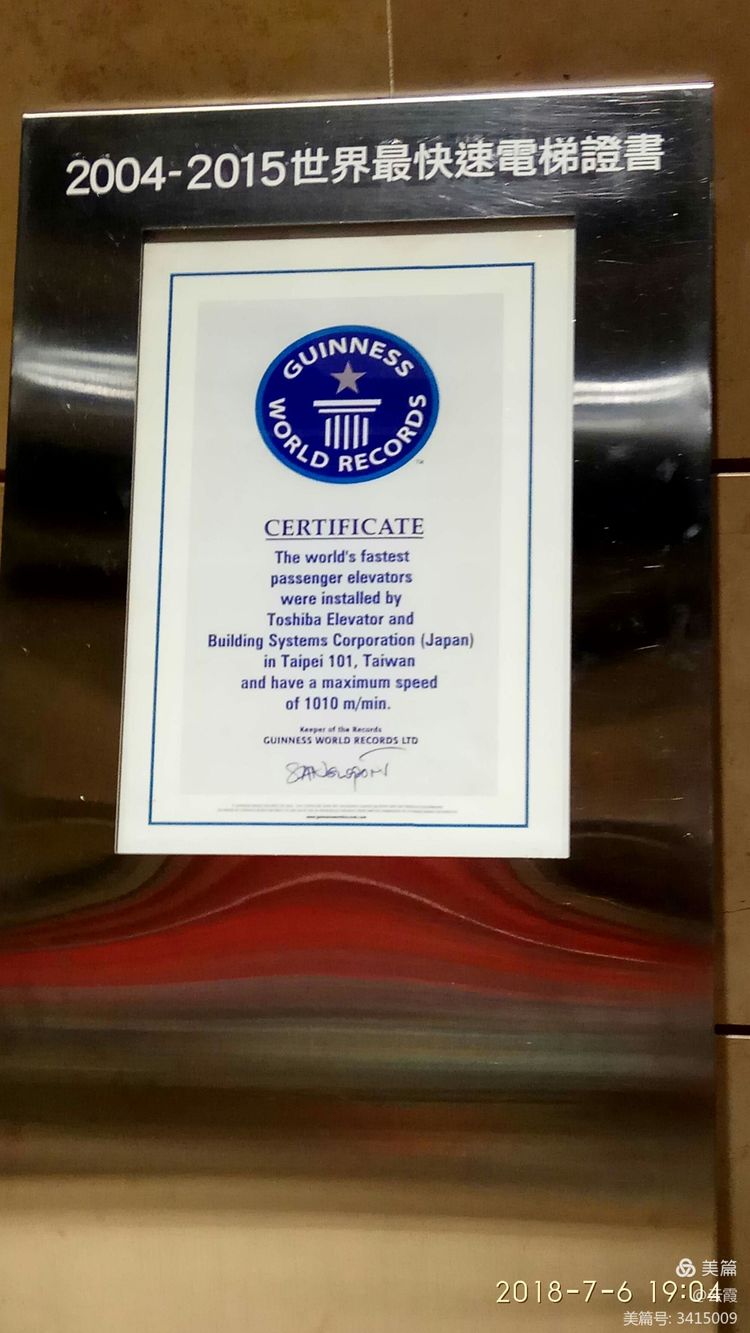 2004-2015世界最快速電梯證書
GUINNESS
WORLD RECORDS
CERTIFICATE
The world's fastest
passenger elevators
were installed by
Toshiba Elevator and
Building Systems Corporation (Japan)
in Taipei 101, Taiwan
and have a maximum speed
of 1010 m/min.
Keeper of the Records
GUINNESS WORLD RECORDS LTD
美篇
2018-7-6 19:04
美篇号: 3415009